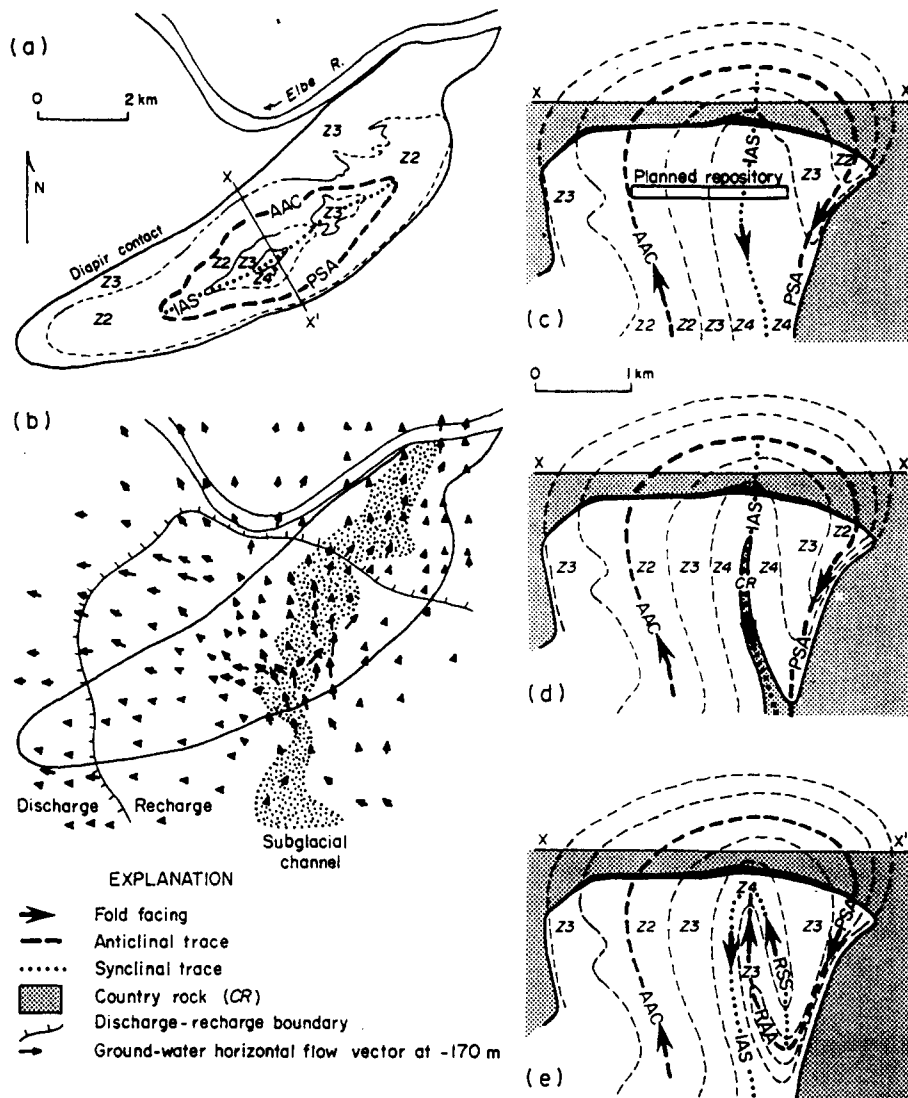 (a)
0 2 km
N
Elbe R.
Z3
Z2
X
AAC
Z3
Z2 Z3
Z4
IAS
PSA
X'
Diapir contact
Z3
Z2
(b)
Discharge Recharge
Subglacial
channel
EXPLANATION
Fold facing
Anticlinal trace
Synclinal trace
Country rock (CR)
Discharge-recharge boundary
Ground-water horizontal flow vector at -170 m
X
IAS
Z3
Z2
Planned repository
Z3
AAC
PSA
(c)
Z2 Z2 Z3 Z4 Z4
0 1 km
X
IAS
Z2
Z3 Z2 Z3 Z4 Z4 Z3
CR
AAC
PSA
(d)
X X'
Z4
Z3 Z2 Z3 Z3
RSS
Z3
AAC
RAA
IAS
(e)